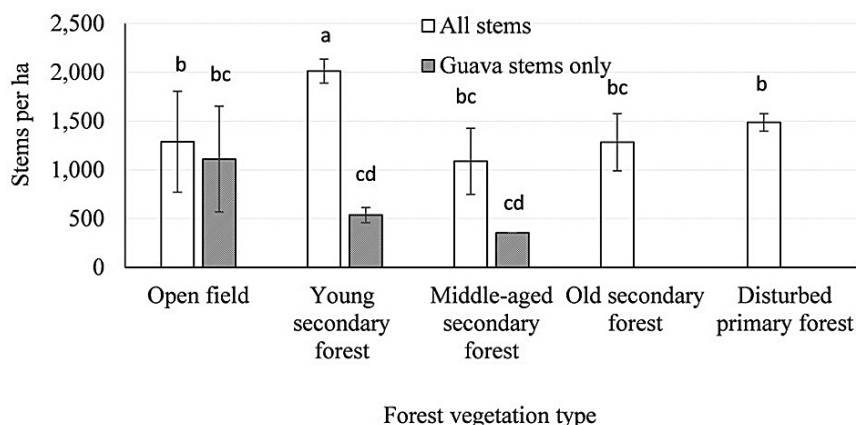 Stems per ha
2,500
2,000
1,500
1,000
500
0
All stems
Guava stems only
b
bc
a
cd
bc
cd
bc
b
Open field
Young
secondary
forest
Middle-aged
secondary
forest
Old secondary
forest
Disturbed
primary forest
Forest vegetation type